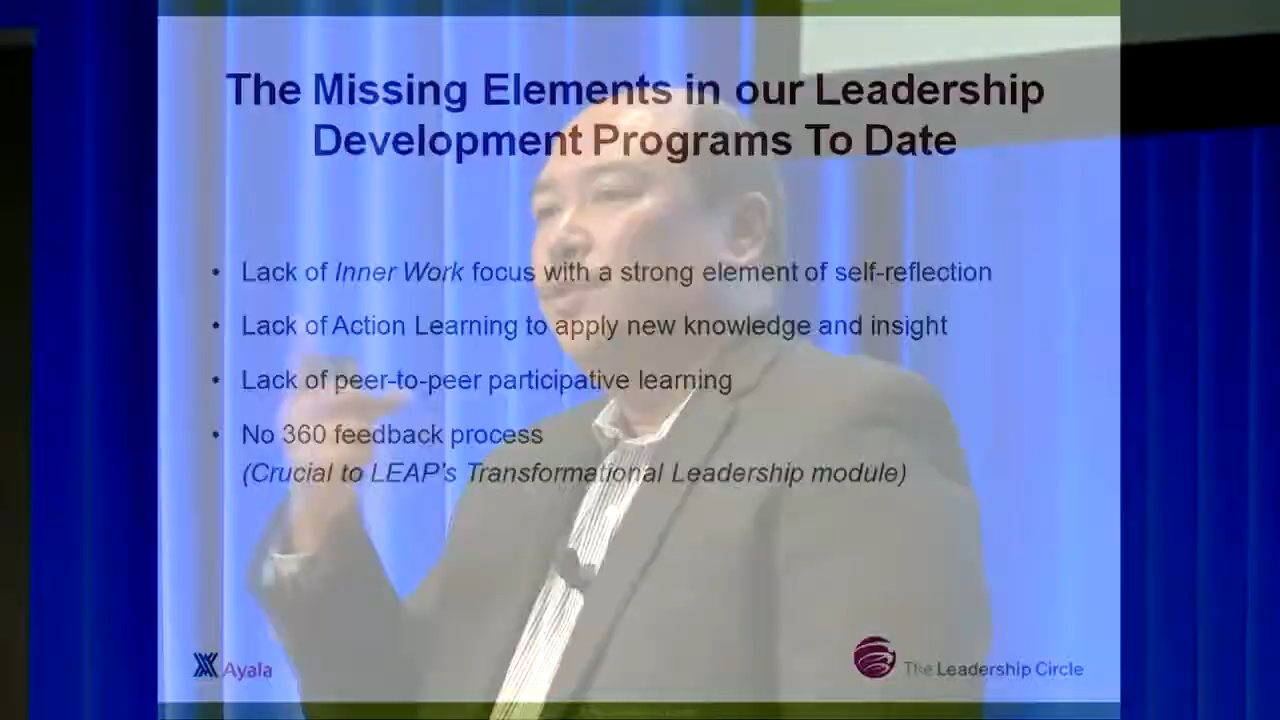 The Missing Elements in our Leadership
Development Programs To Date
• Lack of Inner Work focus with a strong element of self-reflection
• Lack of Action Learning to apply new knowledge and insight
• Lack of peer-to-peer participative learning
• No 360 feedback process
(Crucial to LEAP's Transformational Leadership module)
Ayala
The Leadership Circle